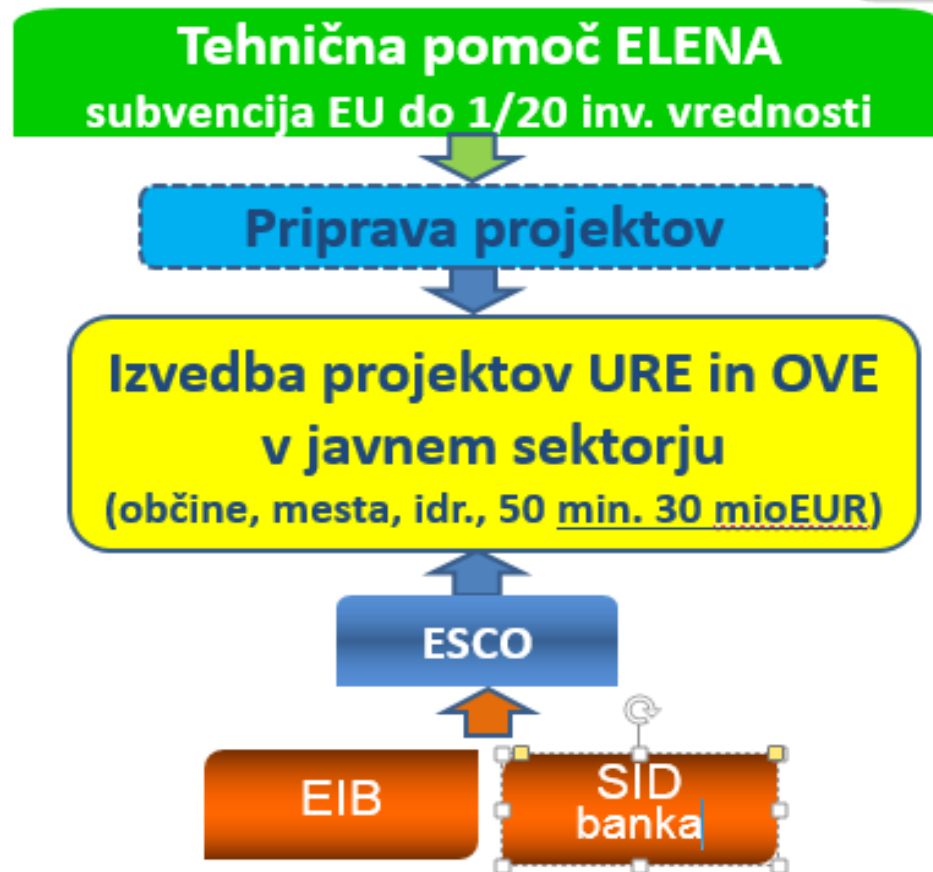 Tehnična pomoč ELENA
subvencija EU do 1/20 inv. vrednosti
Priprava projektov
Izvedba projektov URE in OVE
v javnem sektorju
(občine, mesta, idr., 50 min. 30 mioEUR)
ESCO
EIB
SID
banka